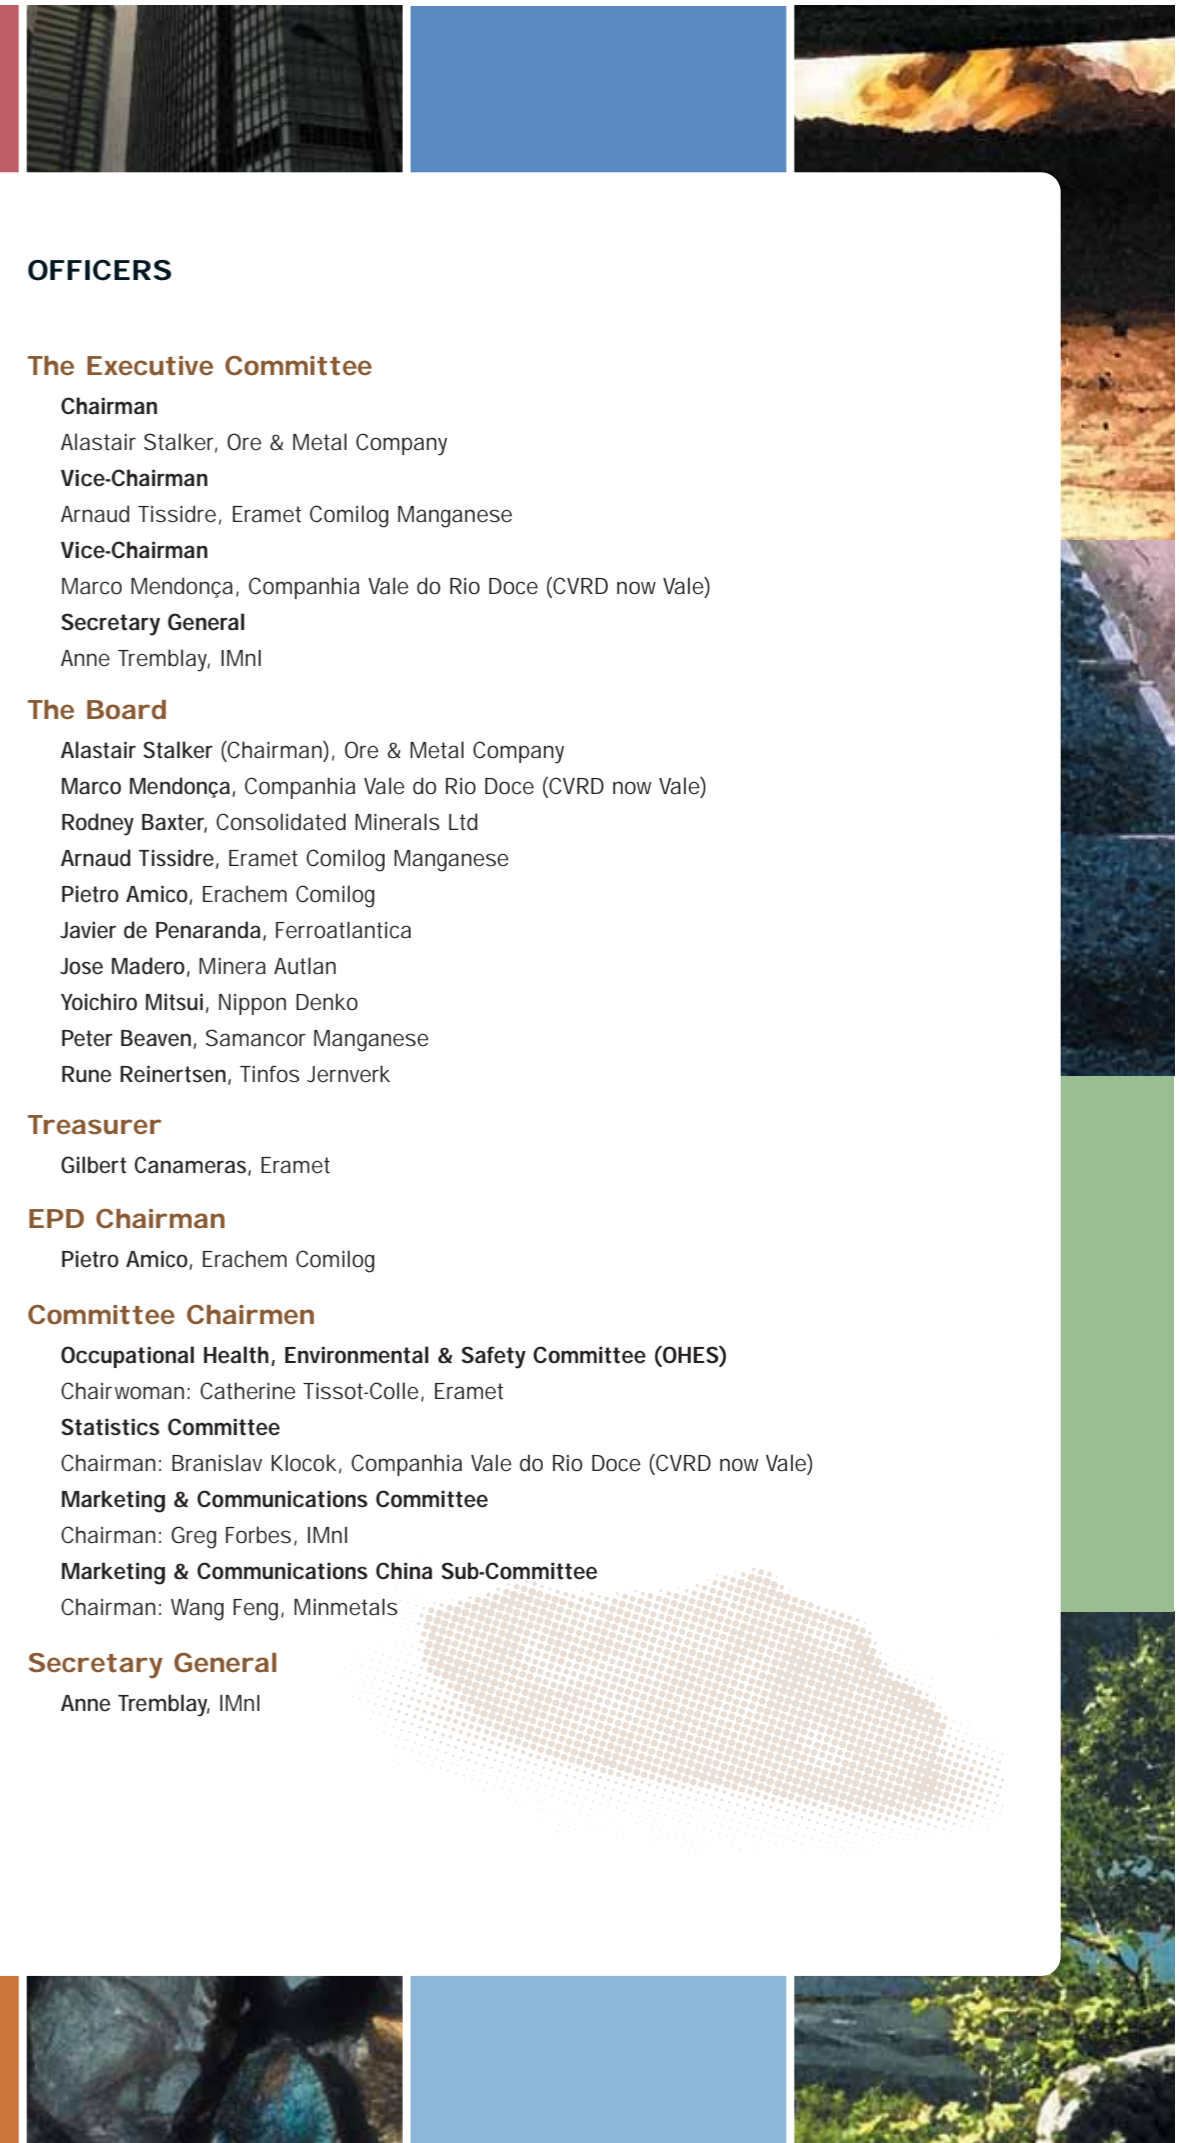 OFFICERS
The Executive Committee
Chairman
Alastair Stalker, Ore & Metal Company
Vice-Chairman
Arnaud Tissidre, Eramet Comilog Manganese
Vice-Chairman
Marco Mendonça, Companhia Vale do Rio Doce (CVRD now Vale)
Secretary General
Anne Tremblay, IMnI
The Board
Alastair Stalker (Chairman), Ore & Metal Company
Marco Mendonça, Companhia Vale do Rio Doce (CVRD now Vale)
Rodney Baxter, Consolidated Minerals Ltd
Arnaud Tissidre, Eramet Comilog Manganese
Pietro Amico, Erachem Comilog
Javier de Penaranda, Ferroatlantica
Jose Madero, Minera Autlan
Yoichiro Mitsui, Nippon Denko
Peter Beaven, Samancor Manganese
Rune Reinertsen, Tinfos Jernverk
Treasurer
Gilbert Canameras, Eramet
EPD Chairman
Pietro Amico, Erachem Comilog
Committee Chairmen
Occupational Health, Environmental & Safety Committee (OHES)
Chairwoman: Catherine Tissot-Colle, Eramet
Statistics Committee
Chairman: Branislav Klocok, Companhia Vale do Rio Doce (CVRD now Vale)
Marketing & Communications Committee
Chairman: Greg Forbes, IMnI
Marketing & Communications China Sub-Committee
Chairman: Wang Feng, Minmetals
Secretary General
Anne Tremblay, IMnI